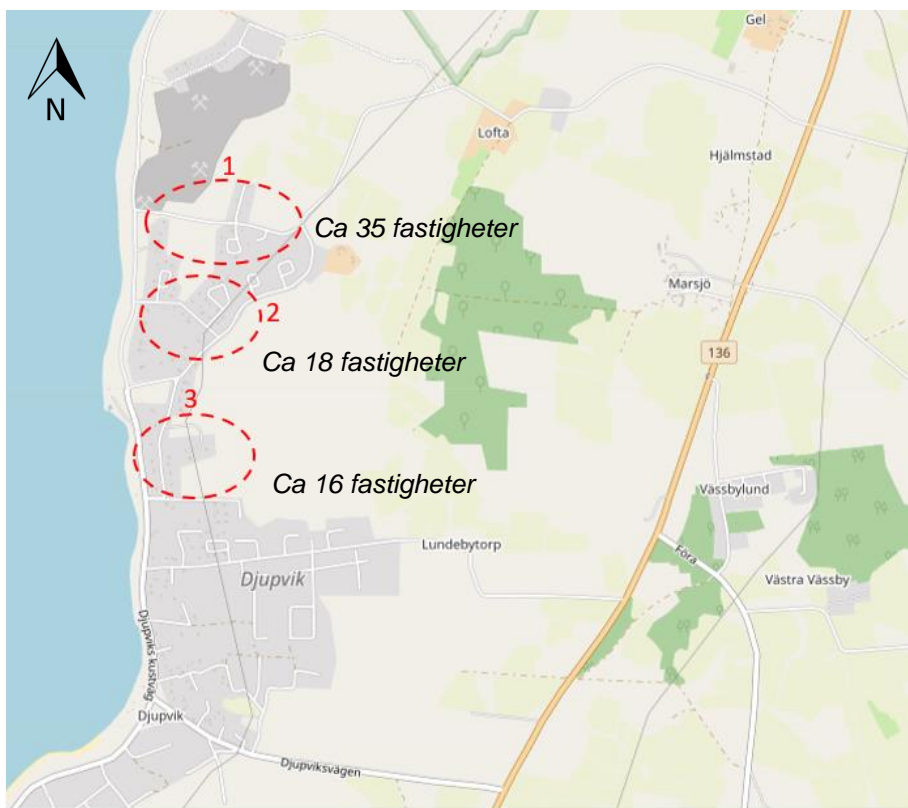 Gel
N
Lofta
Hjälmstad
1
Ca 35 fastigheter
Marsjö
2
136
Ca 18 fastigheter
3
Ca 16 fastigheter
Vässbylund
Lundebytorp
Föra
Djupvik
Västra Vässby
Djupviks kustväg
Djupvik
Djupviksvägen